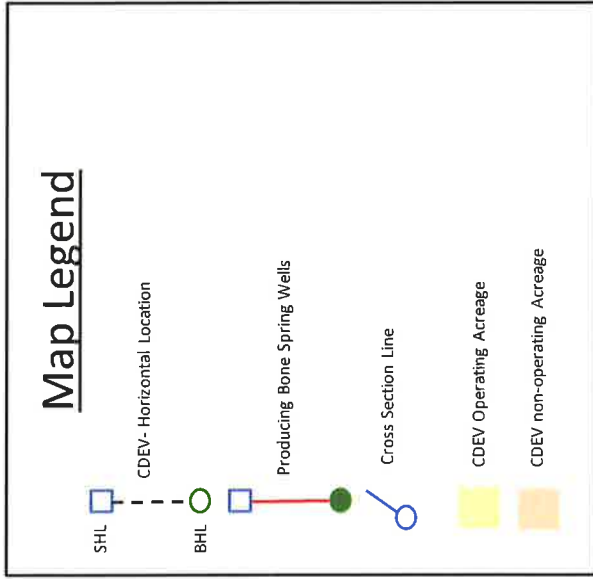 Map Legend
SHL
CDEV- Horizontal Location
BHL
Producing Bone Spring Wells
Cross Section Line
CDEV Operating Acreage
CDEV non-operating Acreage